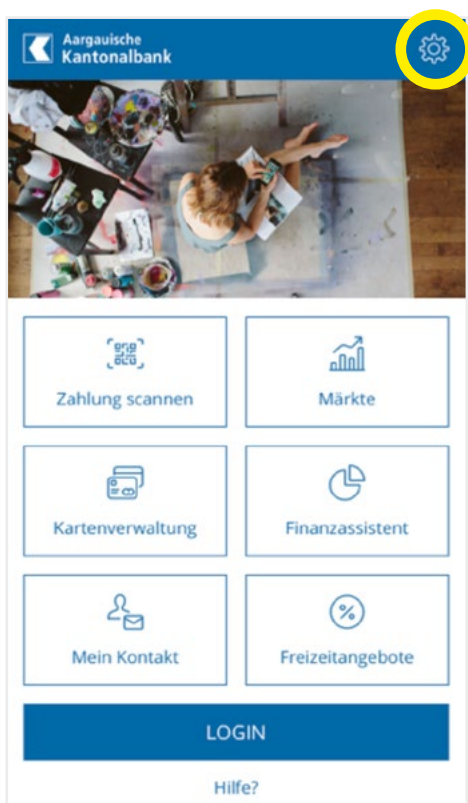 Aargauische
Kantonalbank
Zahlung scannen
Märkte
Kartenverwaltung
Finanzassistent
Mein Kontakt
Freizeitangebote
LOGIN
Hilfe?